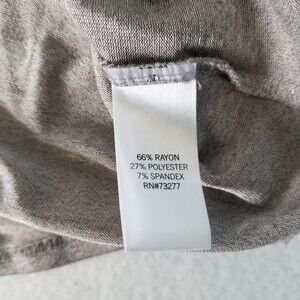 66% RAYON
27% POLYESTER
7% SPANDEX
RN#73277